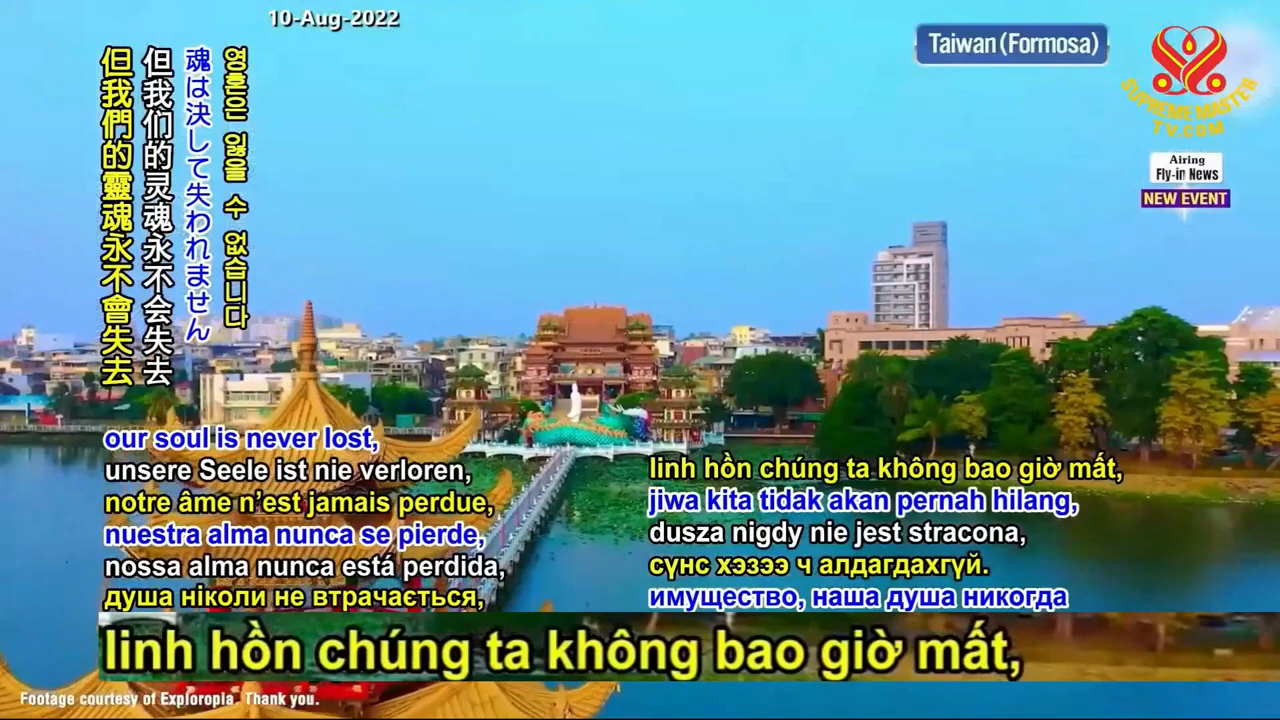 10-Aug-2022
Taiwan (Formosa)
SUPREME MASTER
TV.COM
Airing
Fly-in News
NEW EVENT
영혼은 잃을 수 없습니다
魂は決して失われません
但我们的灵魂永不会失去
但我們的靈魂永不會失去
our soul is never lost,
unsere Seele ist nie verloren,
notre âme n’est jamais perdue,
nuestra alma nunca se pierde,
nossa alma nunca está perdida,
душа ніколи не втрачається,
linh hồn chúng ta không bao giờ mất,
jiwa kita tidak akan pernah hilang,
dusza nigdy nie jest stracona,
сүнс хэзээ ч алдагдахгүй.
имущество, наша душа никогда
linh hồn chúng ta không bao giờ mất,
Footage courtesy of Exploropia. Thank you.